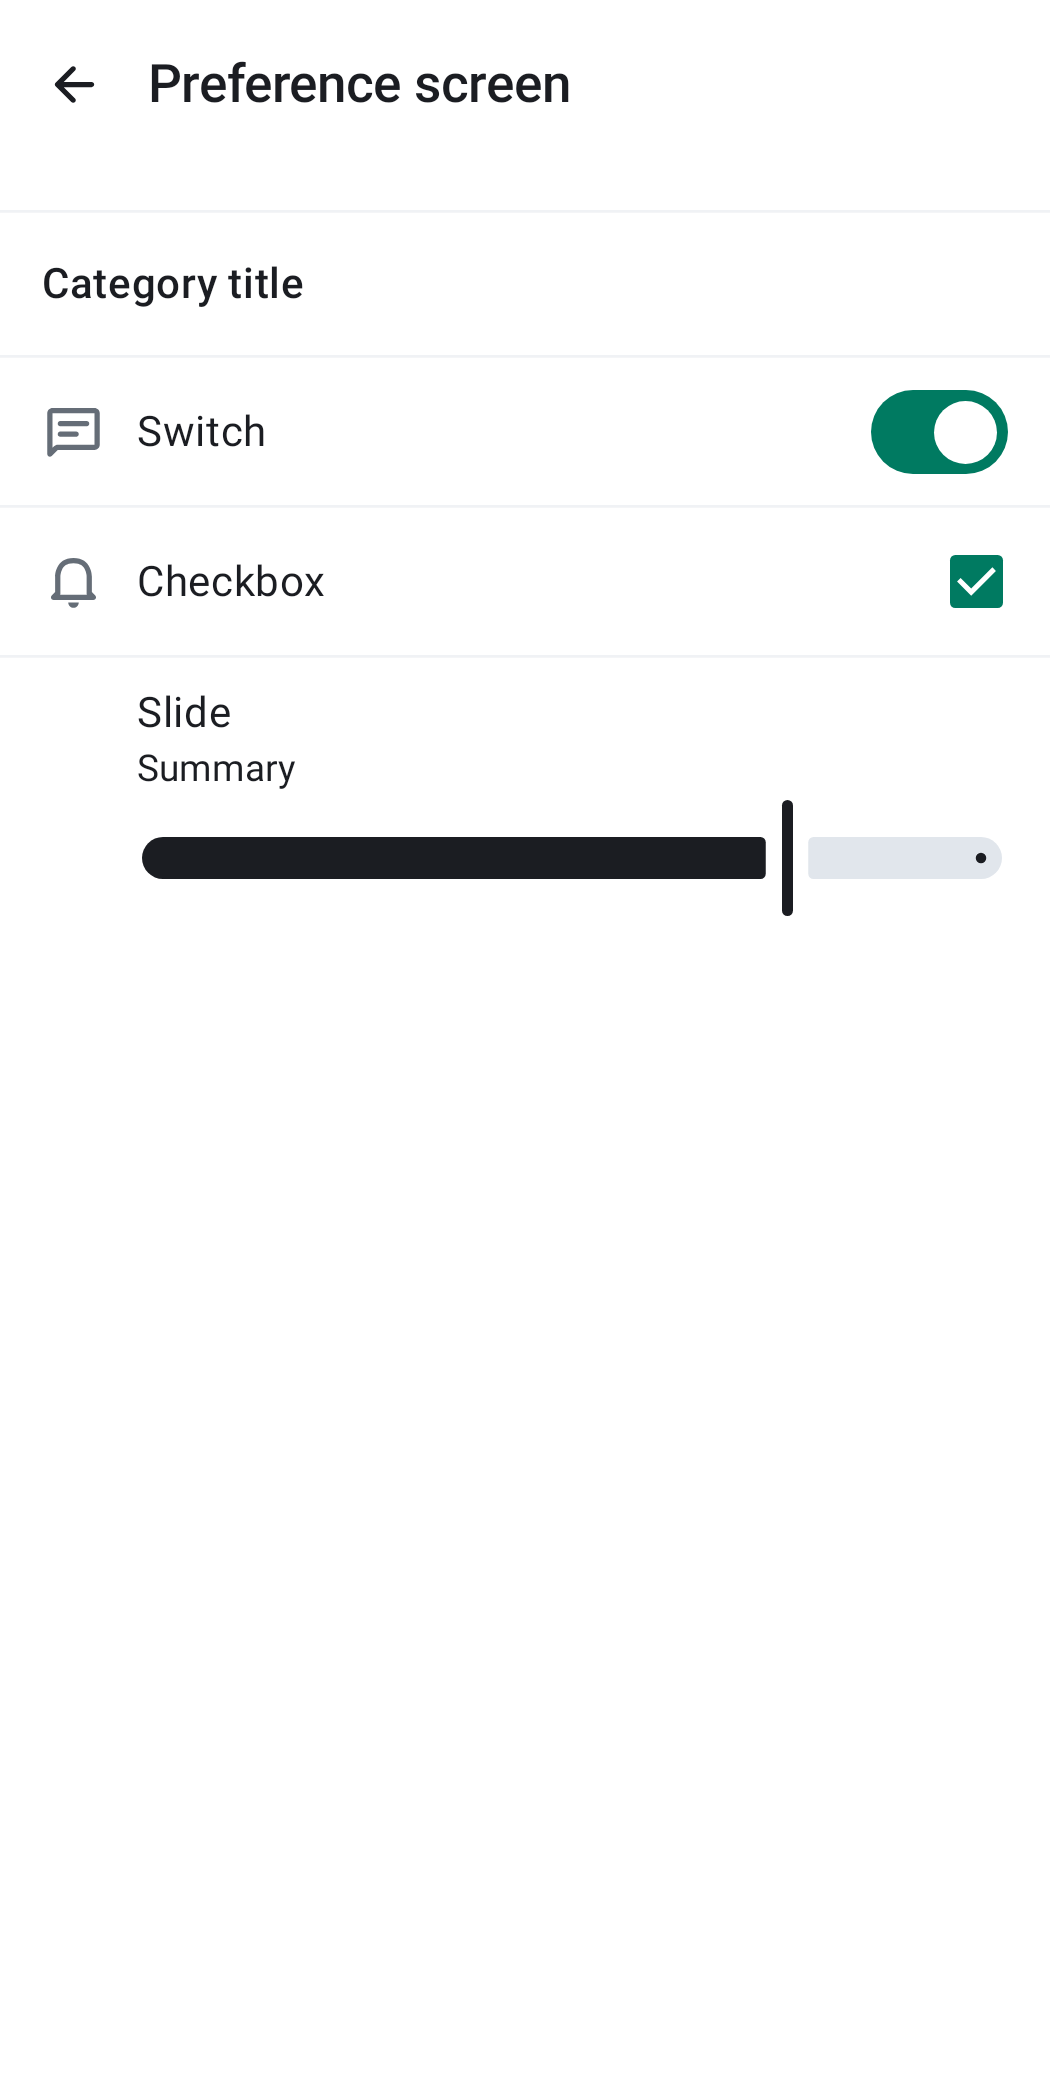 Preference screen
Category title
Switch
Checkbox
Slide
Summary